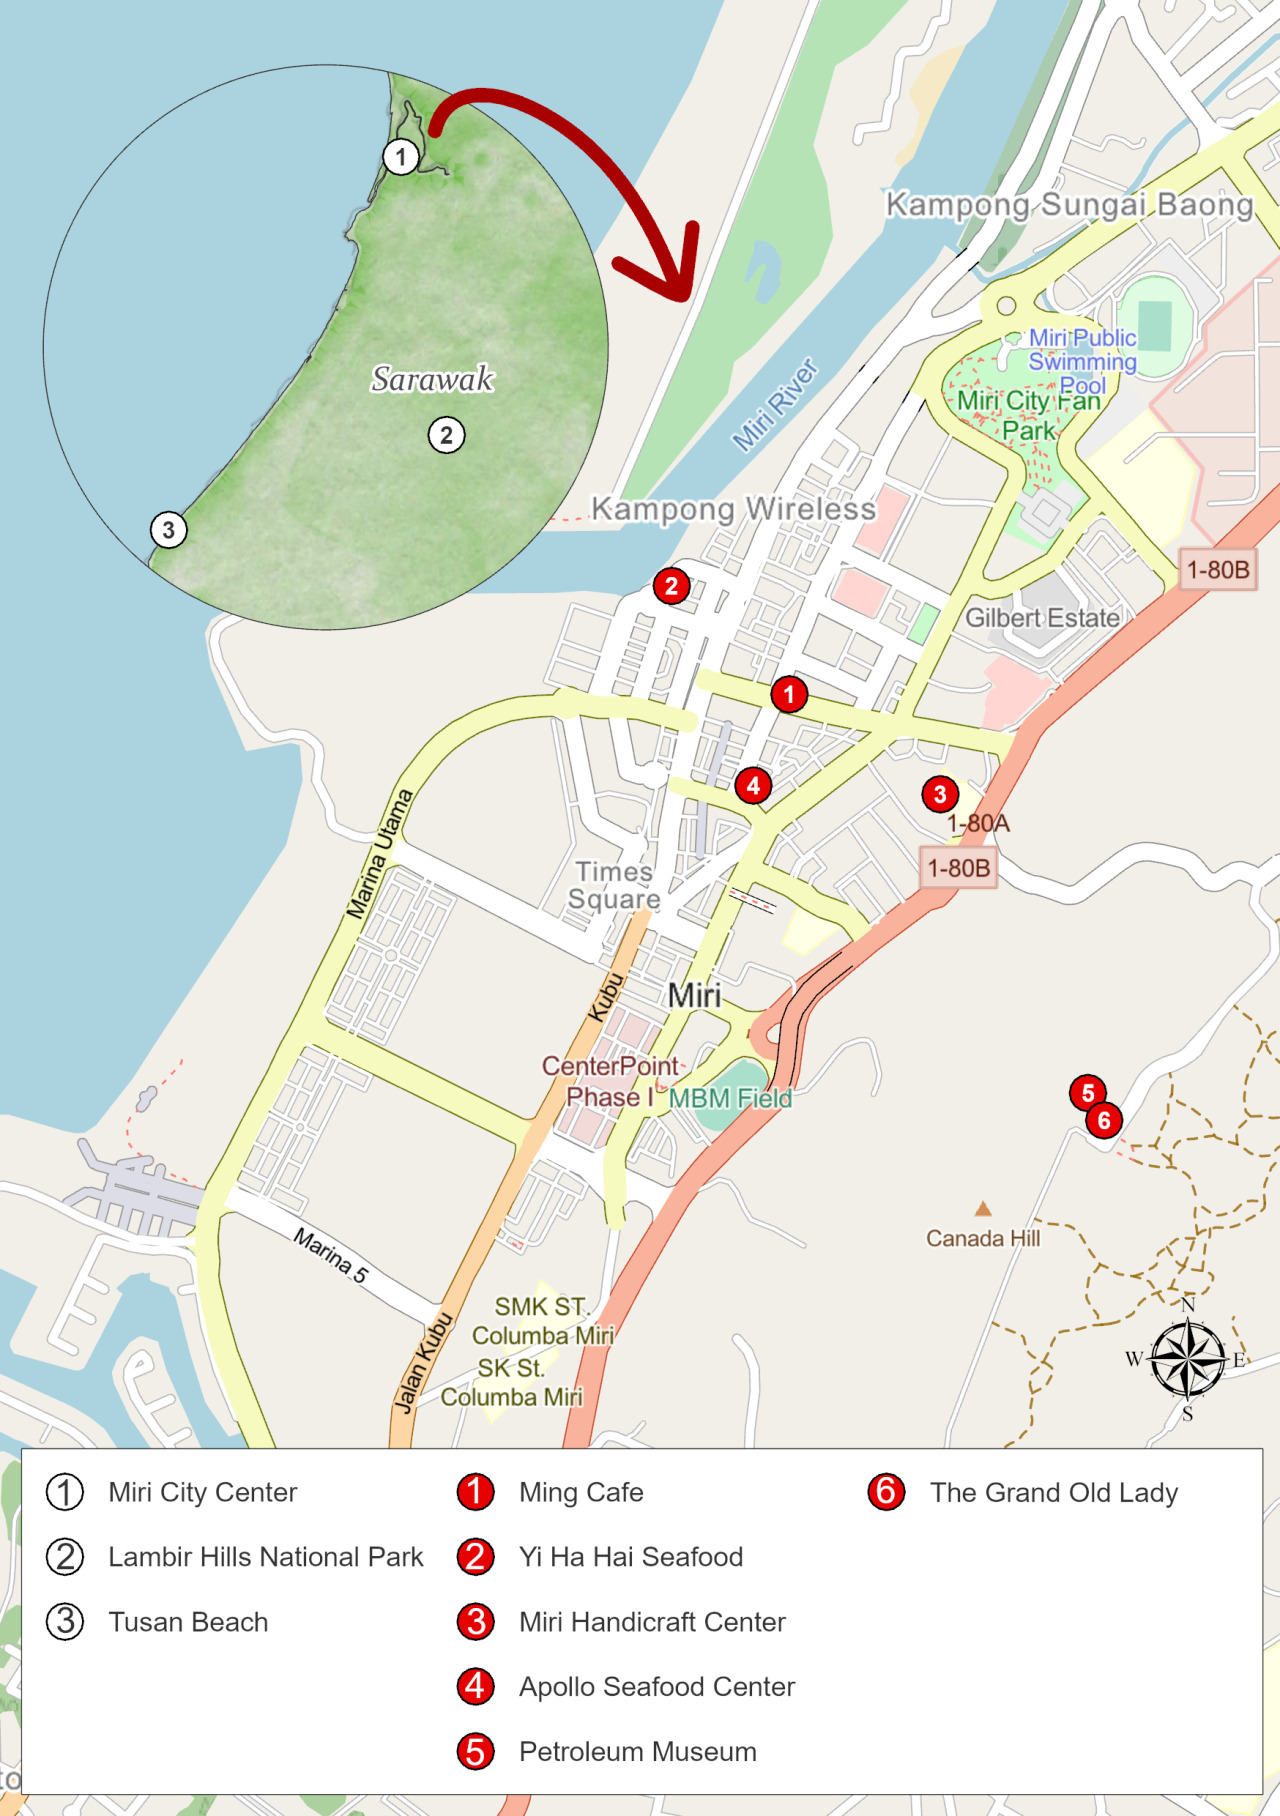 1
Sarawak
2
3
Kampong Sungai Baong
Miri Public
Swimming
Pool
Miri City Fan
Park
Miri River
Kampong Wireless
1-80B
2
Gilbert Estate
1
4
3
1-80A
1-80B
Marina Utama
Times
Square
Kubu
Miri
CenterPoint
Phase I
MBM Field
5
6
Canada Hill
Marina 5
SMK ST.
Columba Miri
SK St.
Columba Miri
Jalan Kubu
N
W
E
S
1 Miri City Center
2 Lambir Hills National Park
3 Tusan Beach
1 Ming Cafe
2 Yi Ha Hai Seafood
3 Miri Handicraft Center
4 Apollo Seafood Center
5 Petroleum Museum
6 The Grand Old Lady